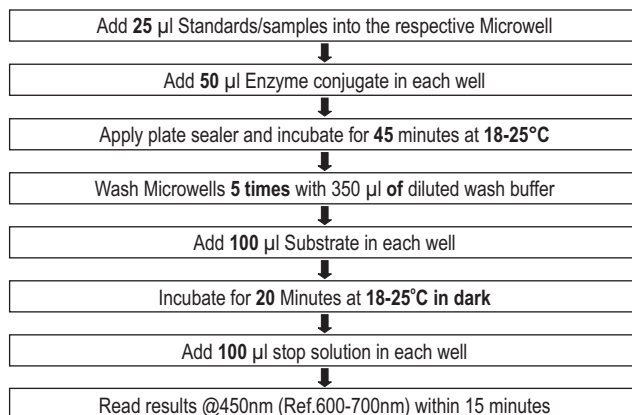 Add 25 µl Standards/samples into the respective Microwell
Add 50 µl Enzyme conjugate in each well
Apply plate sealer and incubate for 45 minutes at 18-25°C
Wash Microwells 5 times with 350 µl of diluted wash buffer
Add 100 µl Substrate in each well
Incubate for 20 Minutes at 18-25°C in dark
Add 100 µl stop solution in each well
Read results @450nm (Ref.600-700nm) within 15 minutes